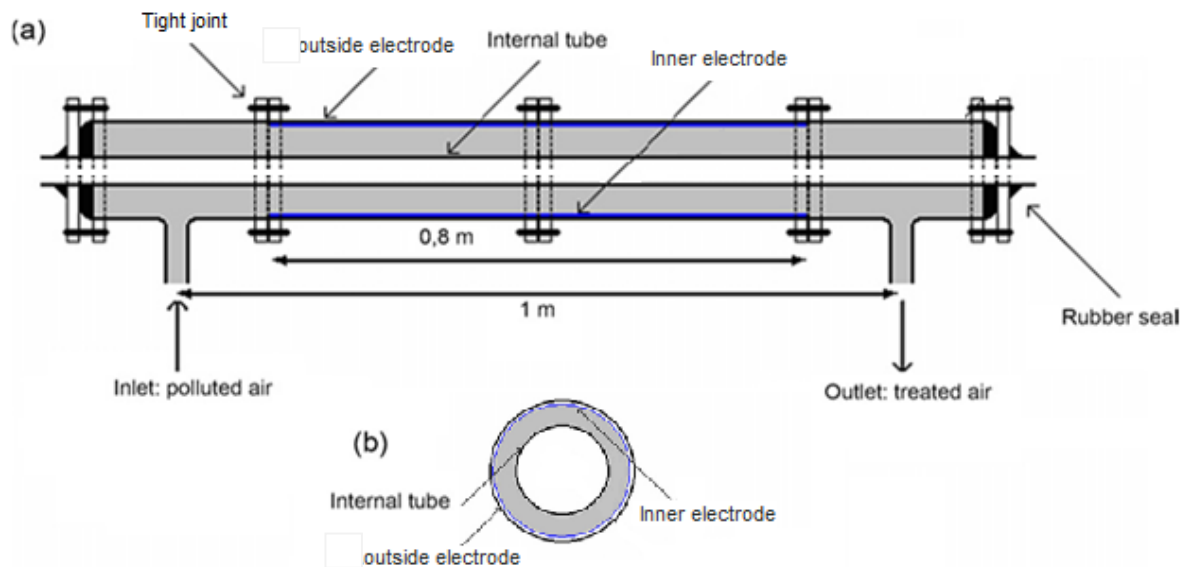 (a)
Tight joint
outside electrode
Internal tube
Inner electrode
0,8 m
1 m
Rubber seal
Inlet: polluted air
Outlet: treated air
(b)
Internal tube
Inner electrode
outside electrode